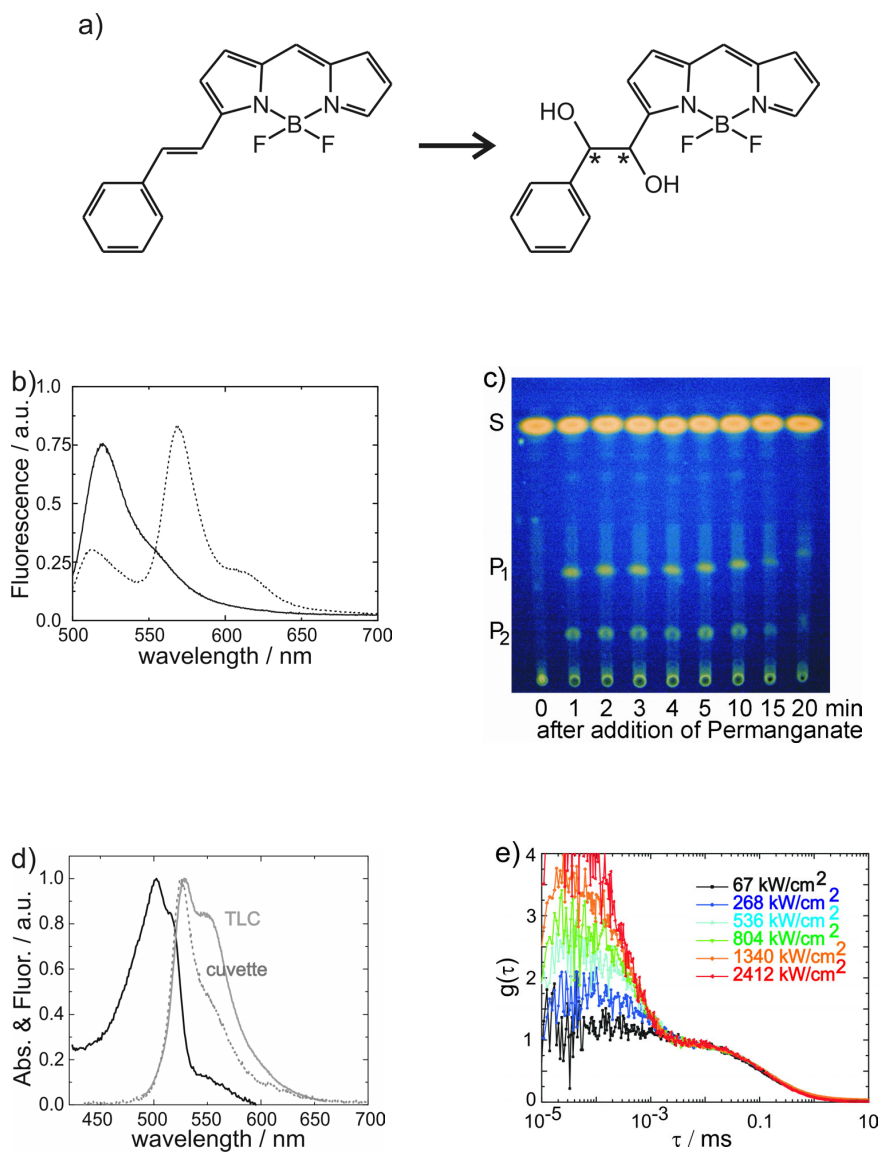 a)
N N
B
F F
HO
N N
B
F F
* *
OH
b)
1.0
0.75
0.5
0.25
0.0
Fluorescence / a.u.
500 550 600 650 700
wavelength / nm
c)
S
P1
P2
0 1 2 3 4 5 10 15 20 min
after addition of Permanganate
d)
1.0
0.8
0.6
0.4
0.2
0.0
Abs. & Fluor. / a.u.
TLC
cuvette
450 500 550 600 650 700
wavelength / nm
e)
4
3
2
1
0
g(τ)
67 kW/cm²
268 kW/cm²
536 kW/cm²
804 kW/cm²
1340 kW/cm²
2412 kW/cm²
10⁻⁵ 10⁻³ 0.1 10
τ / ms